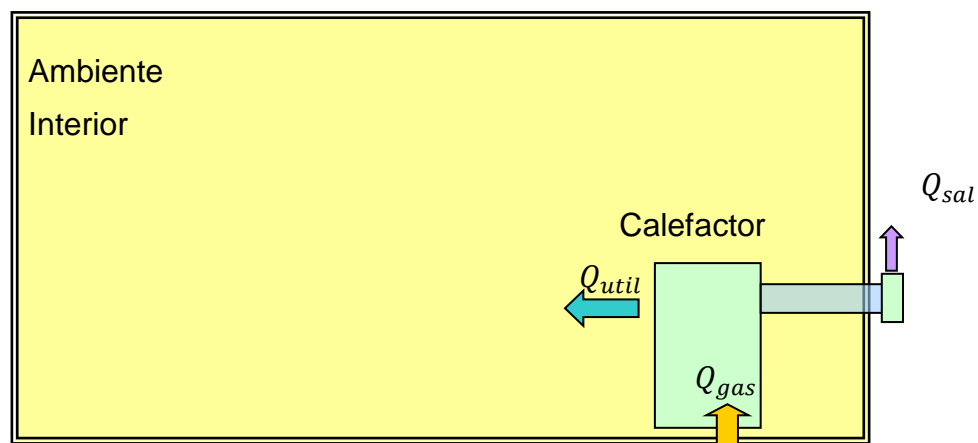 Ambiente
Interior
Q_sal
Calefactor
Q_util
Q_gas